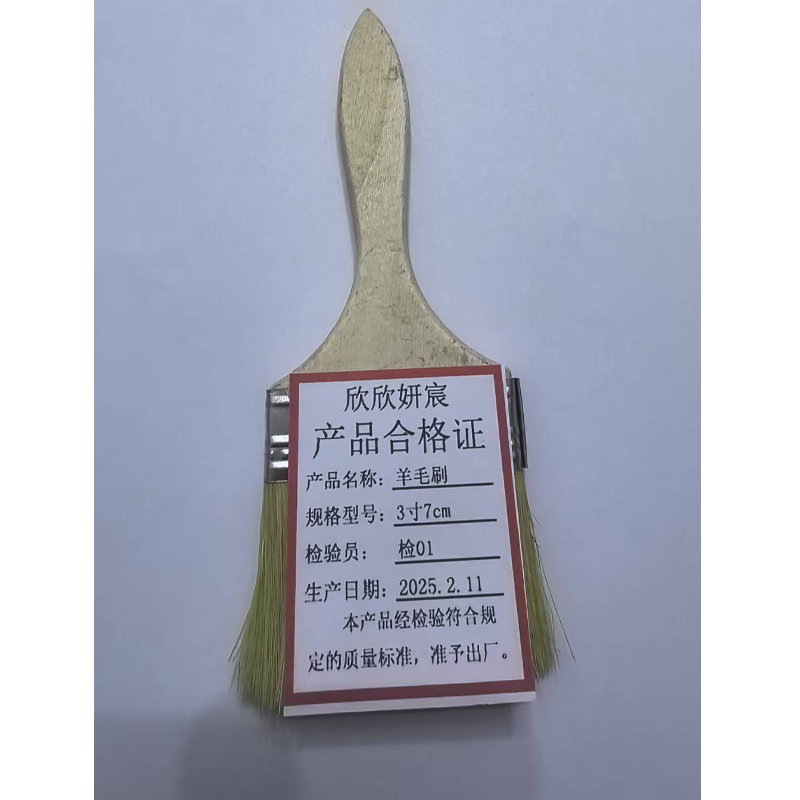 欣欣妍宸
产品合格证
产品名称：羊毛刷
规格型号：3寸7cm
检验员：检01
生产日期：2025.2.11
本产品经检验符合规
定的质量标准，准予出厂。